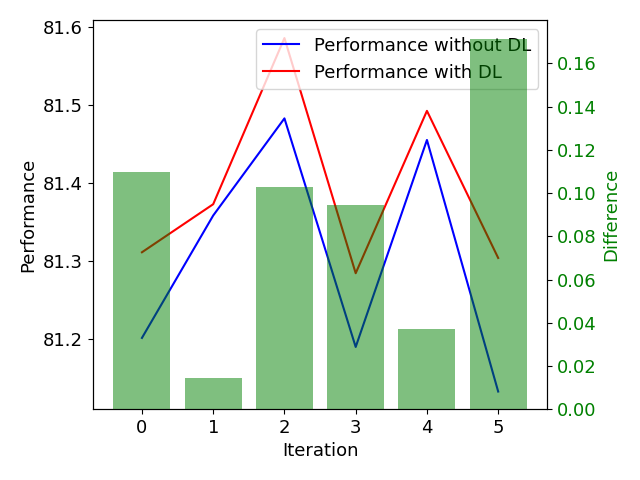 Performance without DL
Performance with DL
81.6
81.5
81.4
81.3
81.2
Performance
0.16
0.14
0.12
0.10
0.08
0.06
0.04
0.02
0.00
Difference
0 1 2 3 4 5
Iteration